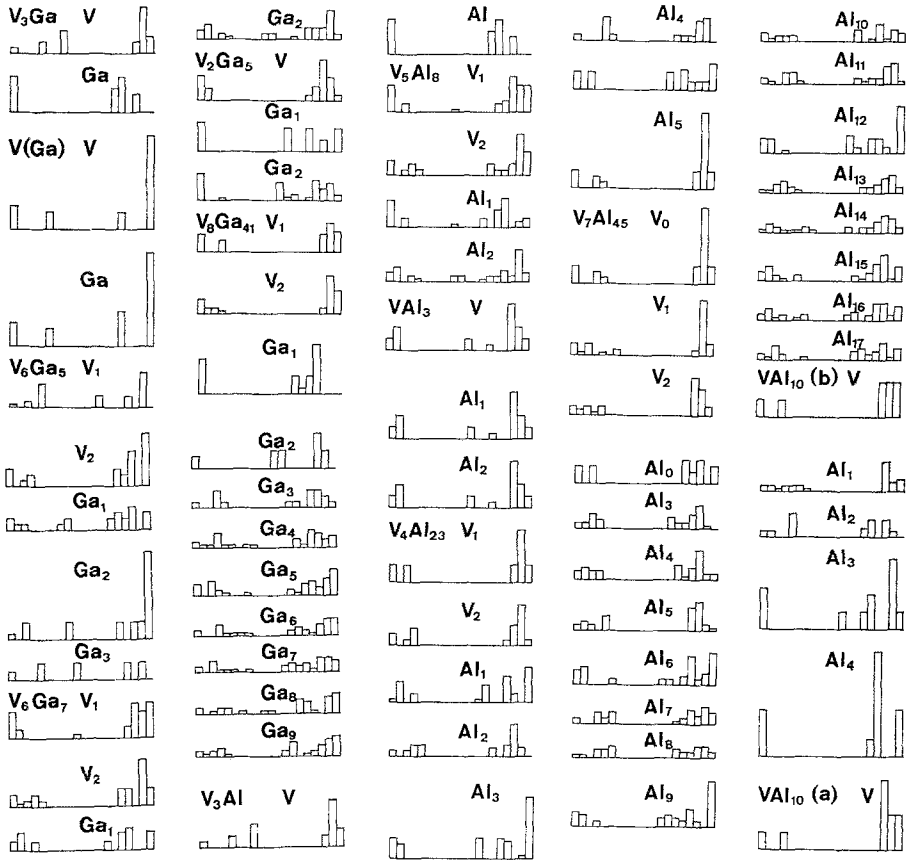 V₃Ga V
Ga
V(Ga) V
Ga
V₆Ga₅ V₁
V₂
Ga₁
Ga₂
Ga₃
V₆Ga₇ V₁
V₂
Ga₁
Ga₂
V₂Ga₅ V
Ga₁
Ga₂
V₈Ga₄₁ V₁
V₂
Ga₁
Ga₂
Ga₃
Ga₄
Ga₅
Ga₆
Ga₇
Ga₈
Ga₉
V₃Al V
Al
V₅Al₈ V₁
V₂
Al₁
Al₂
VAl₃ V
Al₁
Al₂
V₄Al₂₃ V₁
V₂
Al₁
Al₂
Al₃
Al₄
Al₅
V₇Al₄₅ V₀
V₁
V₂
Al₀
Al₃
Al₄
Al₅
Al₆
Al₇
Al₈
Al₉
Al₁₀
Al₁₁
Al₁₂
Al₁₃
Al₁₄
Al₁₅
Al₁₆
Al₁₇
VAl₁₀ (b) V
Al₁
Al₂
Al₃
Al₄
VAl₁₀ (a) V